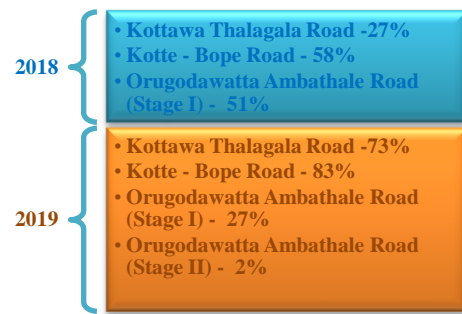 2018
• Kottawa Thalagala Road -27%
• Kotte - Bope Road - 58%
• Orugodawatta Ambathale Road
(Stage I) - 51%
2019
• Kottawa Thalagala Road -73%
• Kotte - Bope Road - 83%
• Orugodawatta Ambathale Road
(Stage I) - 27%
• Orugodawatta Ambathale Road
(Stage II) - 2%